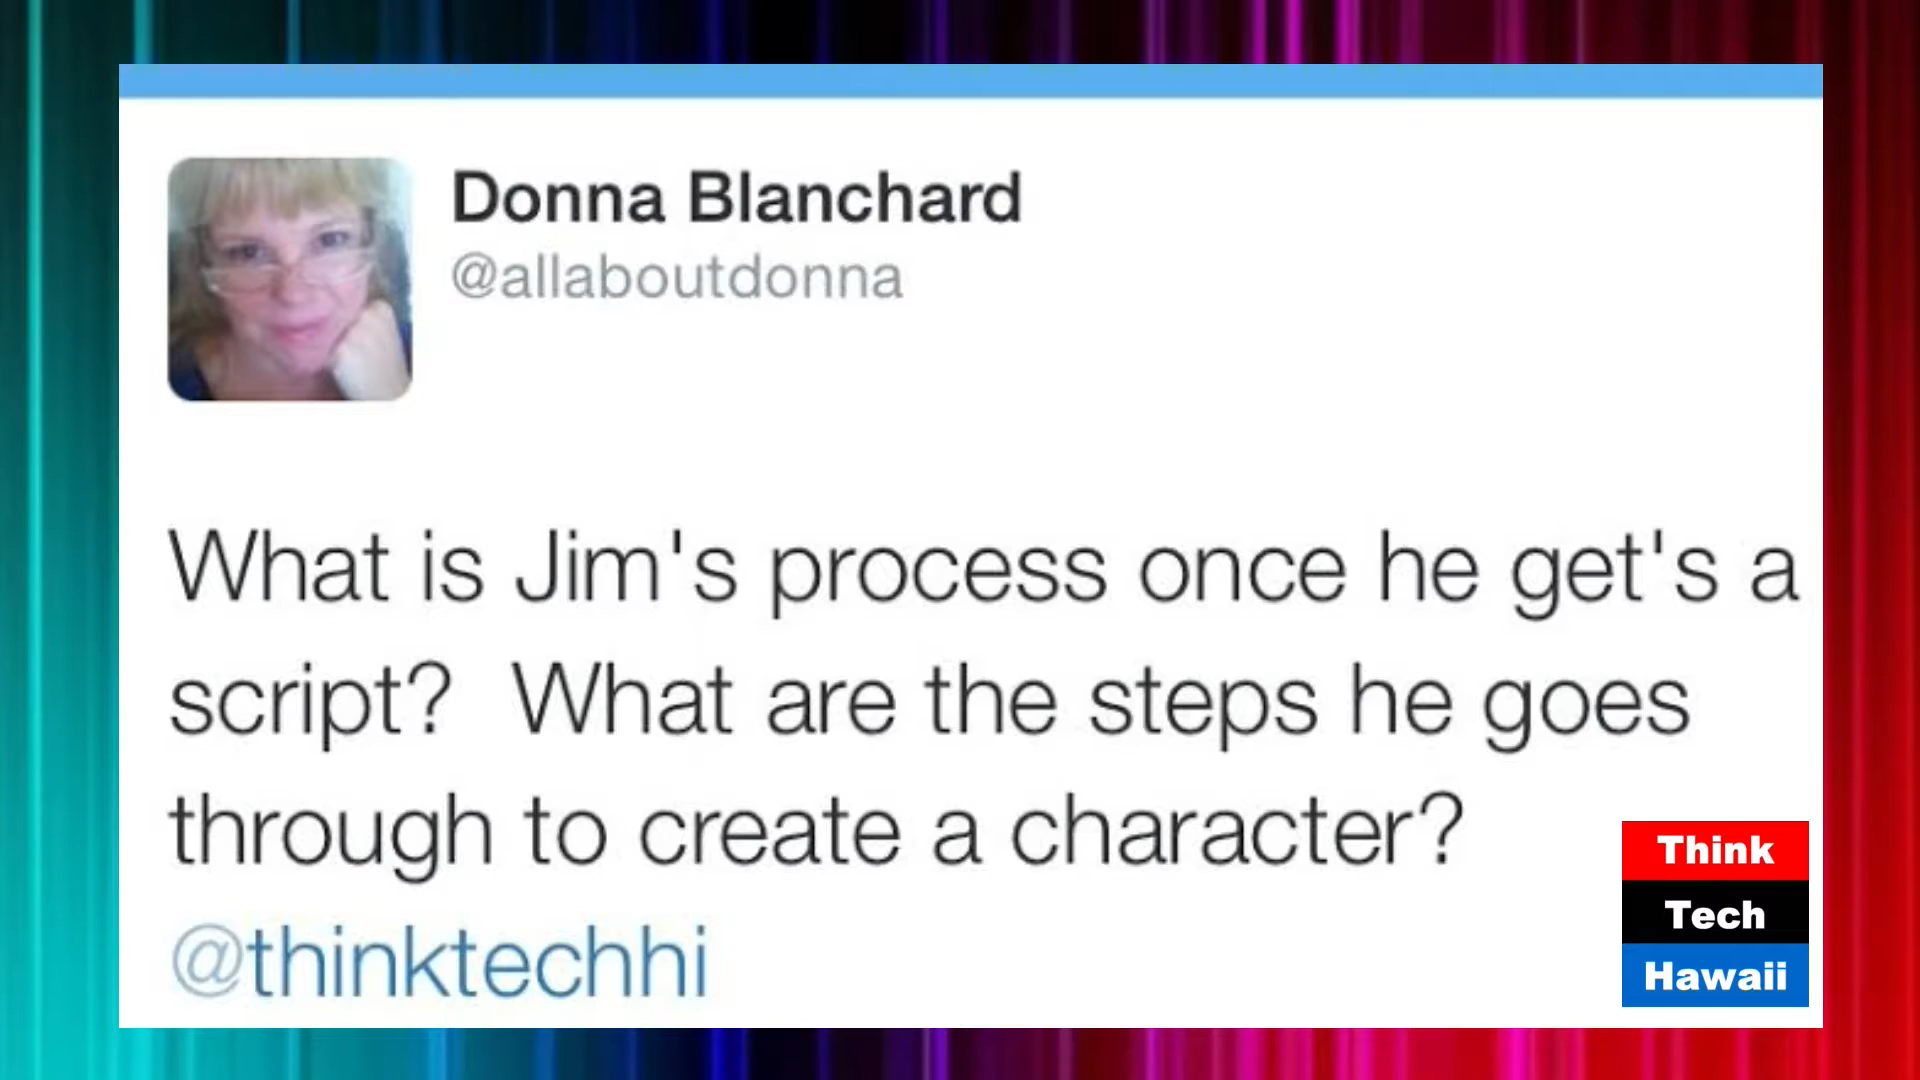 Donna Blanchard
@allaboutdonna
What is Jim's process once he get's a
script?  What are the steps he goes
through to create a character?
@thinktechhi
Think
Tech
Hawaii